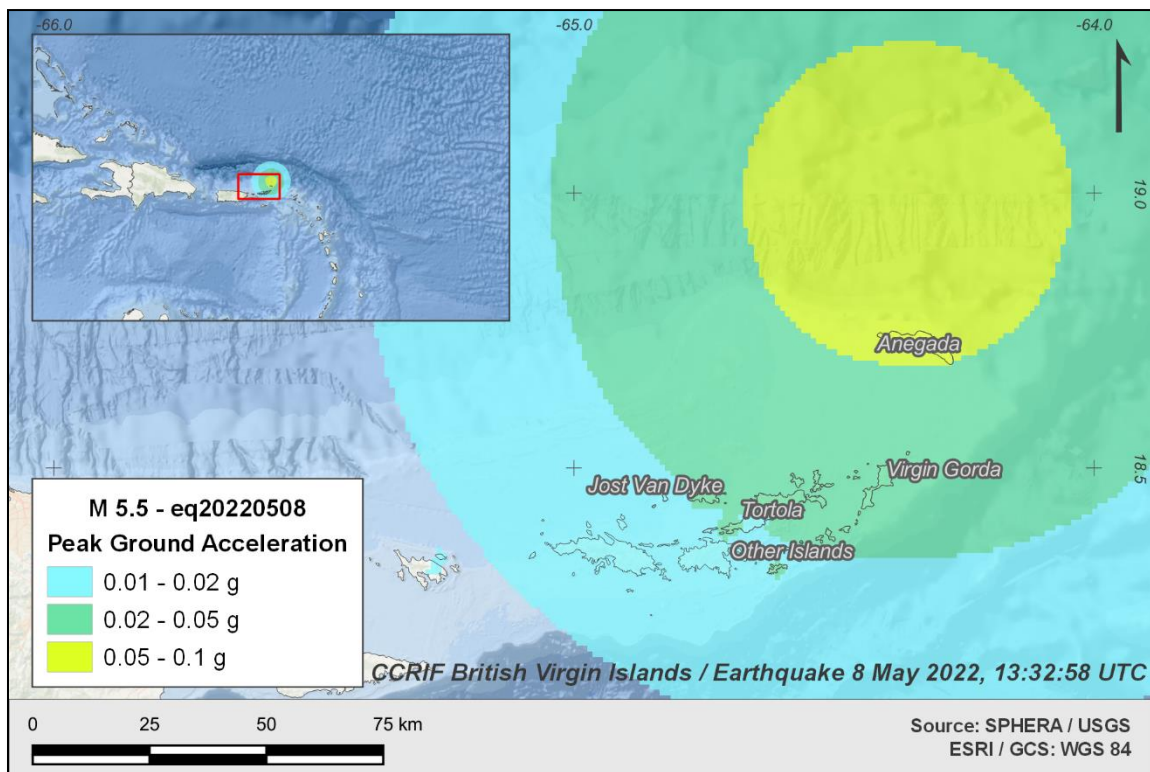 -66.0
-65.0
-64.0
19.0
Anegada
18.5
Virgin Gorda
Jost Van Dyke
Tortola
Other Islands
M 5.5 - eq20220508
Peak Ground Acceleration
0.01 - 0.02 g
0.02 - 0.05 g
0.05 - 0.1 g
CCRIF British Virgin Islands / Earthquake 8 May 2022, 13:32:58 UTC
0 25 50 75 km
Source: SPHERA / USGS
ESRI / GCS: WGS 84